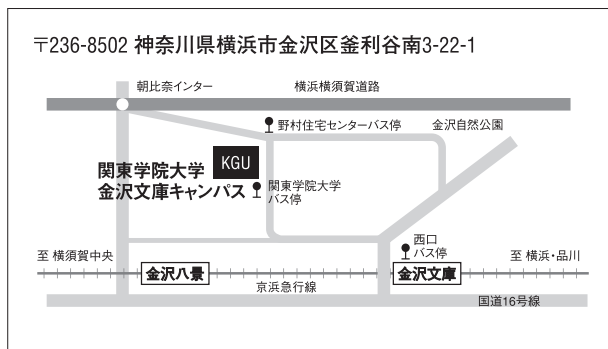 〒236-8502 神奈川県横浜市金沢区釜利谷南3-22-1
朝比奈インター
横浜横須賀道路
野村住宅センターバス停
金沢自然公園
KGU
関東学院大学
金沢文庫キャンパス
関東学院大学
バス停
西口
バス停
至 横須賀中央
至 横浜・品川
金沢八景
金沢文庫
京浜急行線
国道16号線